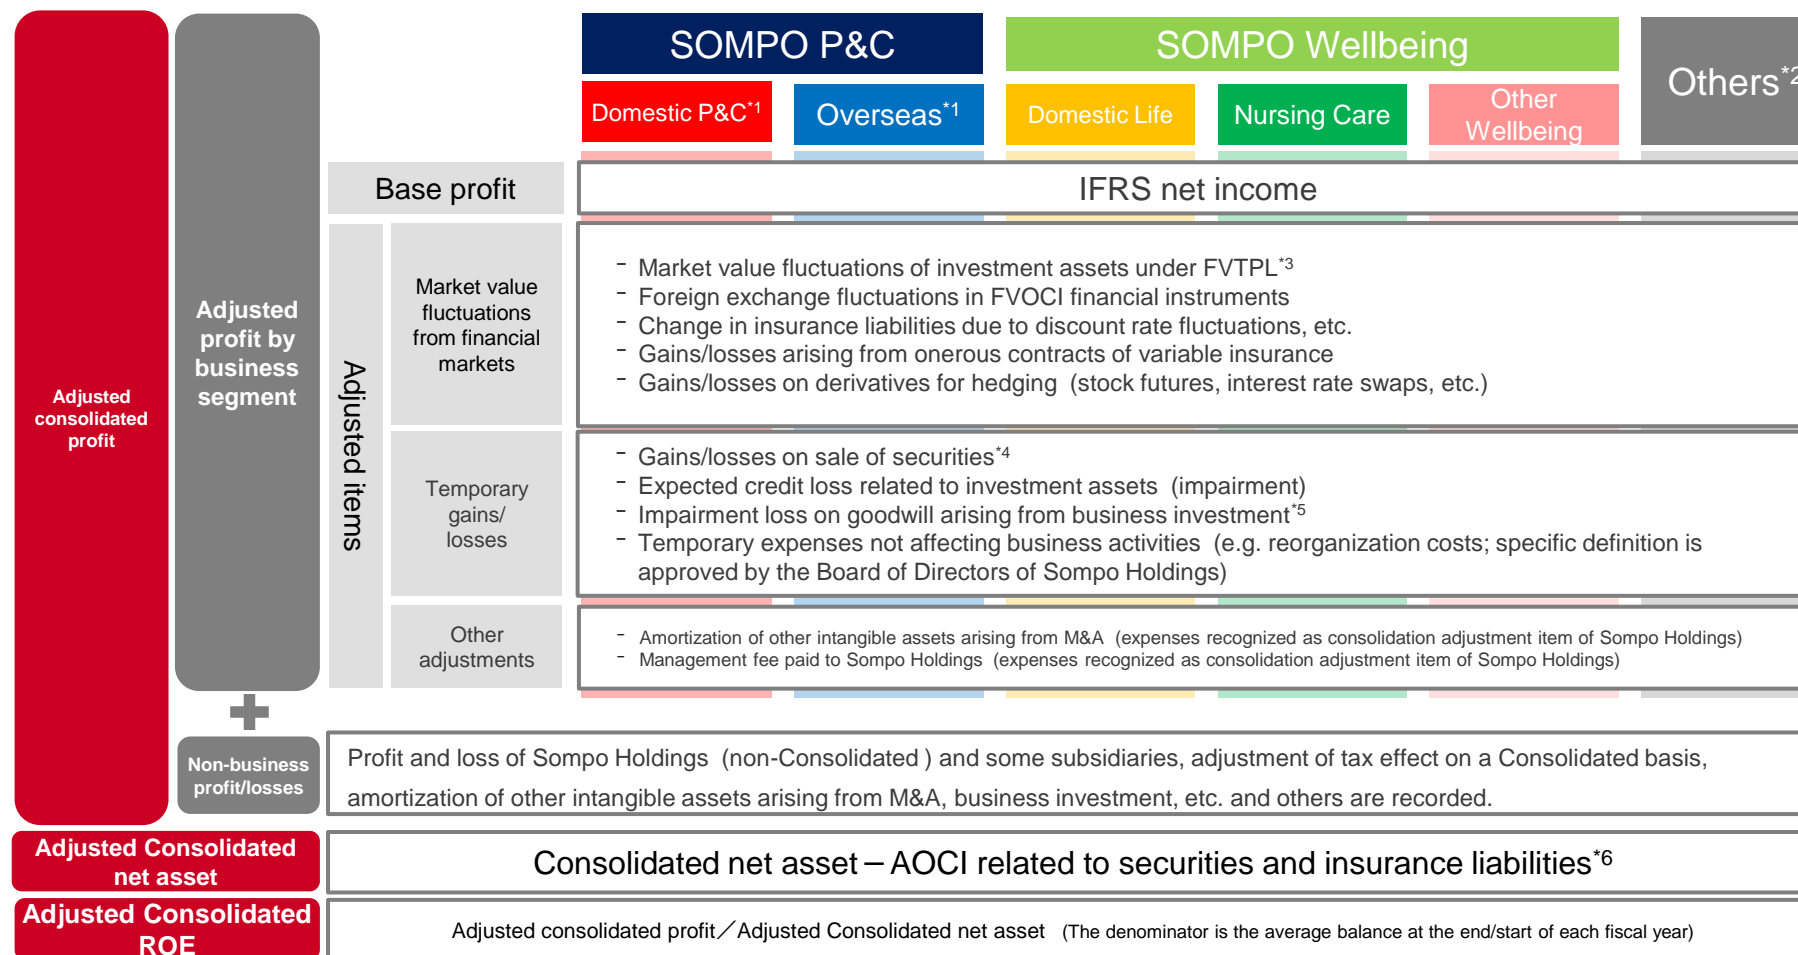 SOMPO P&C
SOMPO Wellbeing
Others*2
Domestic P&C*1
Overseas*1
Domestic Life
Nursing Care
Other
Wellbeing
Adjusted
consolidated
profit
Adjusted
profit by
business
segment
Base profit
IFRS net income
Adjusted items
Market value
fluctuations
from financial
markets
- Market value fluctuations of investment assets under FVTPL*3
- Foreign exchange fluctuations in FVOCI financial instruments
- Change in insurance liabilities due to discount rate fluctuations, etc.
- Gains/losses arising from onerous contracts of variable insurance
- Gains/losses on derivatives for hedging (stock futures, interest rate swaps, etc.)
Temporary
gains/
losses
- Gains/losses on sale of securities*4
- Expected credit loss related to investment assets (impairment)
- Impairment loss on goodwill arising from business investment*5
- Temporary expenses not affecting business activities (e.g. reorganization costs; specific definition is
approved by the Board of Directors of Sompo Holdings)
Other
adjustments
- Amortization of other intangible assets arising from M&A (expenses recognized as consolidation adjustment item of Sompo Holdings)
- Management fee paid to Sompo Holdings (expenses recognized as consolidation adjustment item of Sompo Holdings)
Non-business
profit/losses
Profit and loss of Sompo Holdings (non-Consolidated ) and some subsidiaries, adjustment of tax effect on a Consolidated basis,
amortization of other intangible assets arising from M&A, business investment, etc. and others are recorded.
Adjusted Consolidated
net asset
Consolidated net asset – AOCI related to securities and insurance liabilities*6
Adjusted Consolidated
ROE
Adjusted consolidated profit／Adjusted Consolidated net asset (The denominator is the average balance at the end/start of each fiscal year)